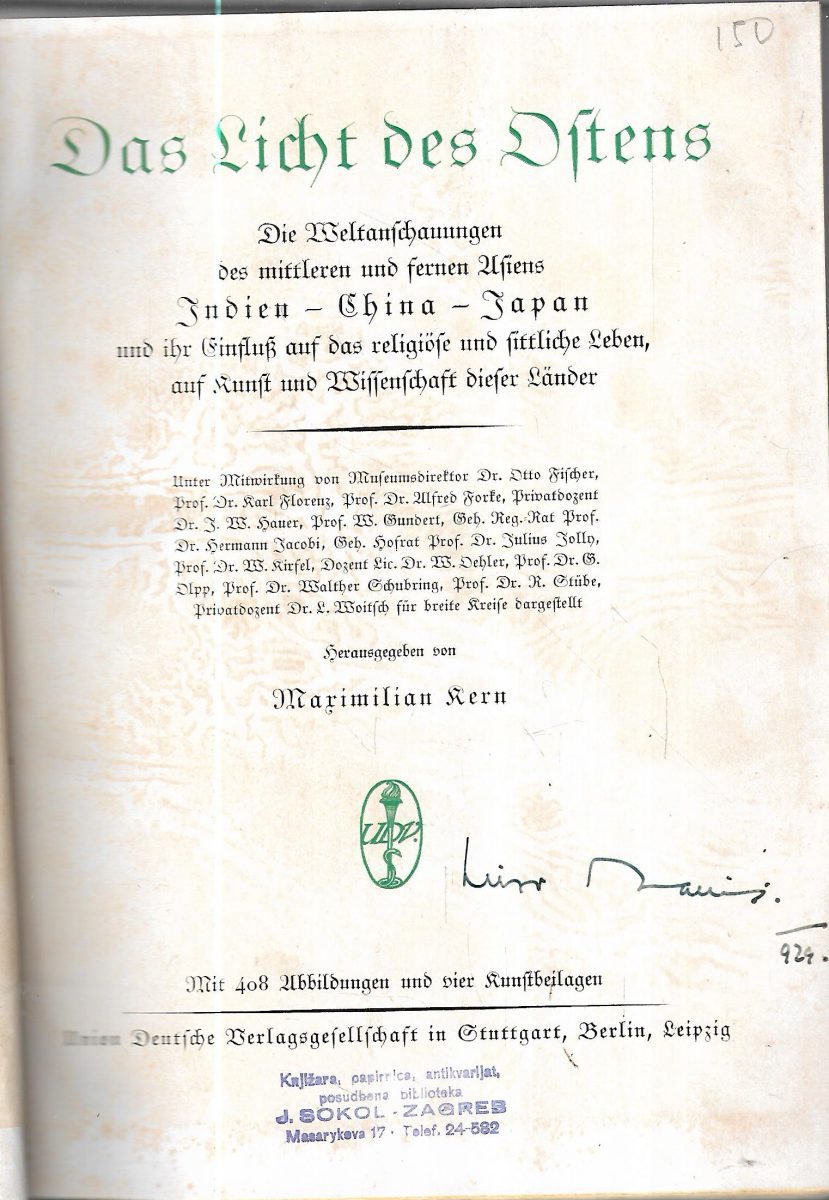 150
Das Licht des Ostens
Die Weltanschauungen
des mittleren und fernen Asiens
Indien – China – Japan
und ihr Einfluß auf das religiöse und sittliche Leben,
auf Kunst und Wissenschaft dieser Länder
Unter Mitwirkung von Museumsdirektor Dr. Otto Fischer,
Prof. Dr. Karl Florenz, Prof. Dr. Alfred Forke, Privatdozent
Dr. J. W. Hauer, Prof. W. Gundert, Geh. Reg.-Rat Prof.
Dr. Hermann Jacobi, Geh. Hofrat Prof. Dr. Julius Jolly,
Prof. Dr. W. Kirfel, Dozent Lic. Dr. W. Oehler, Prof. Dr. G.
Olpp, Prof. Dr. Walther Schubring, Prof. Dr. R. Stübe,
Privatdozent Dr. L. Woitsch für breite Kreise dargestellt
Herausgegeben von
Maximilian Kern
UDV.
929.
Mit 408 Abbildungen und vier Kunstbeilagen
Union Deutsche Verlagsgesellschaft in Stuttgart, Berlin, Leipzig
Knjižara, papirnica, antikvarijat,
posudbena biblioteka
J. SOKOL - ZAGREB
Masarykova 17 · Telef. 24-582